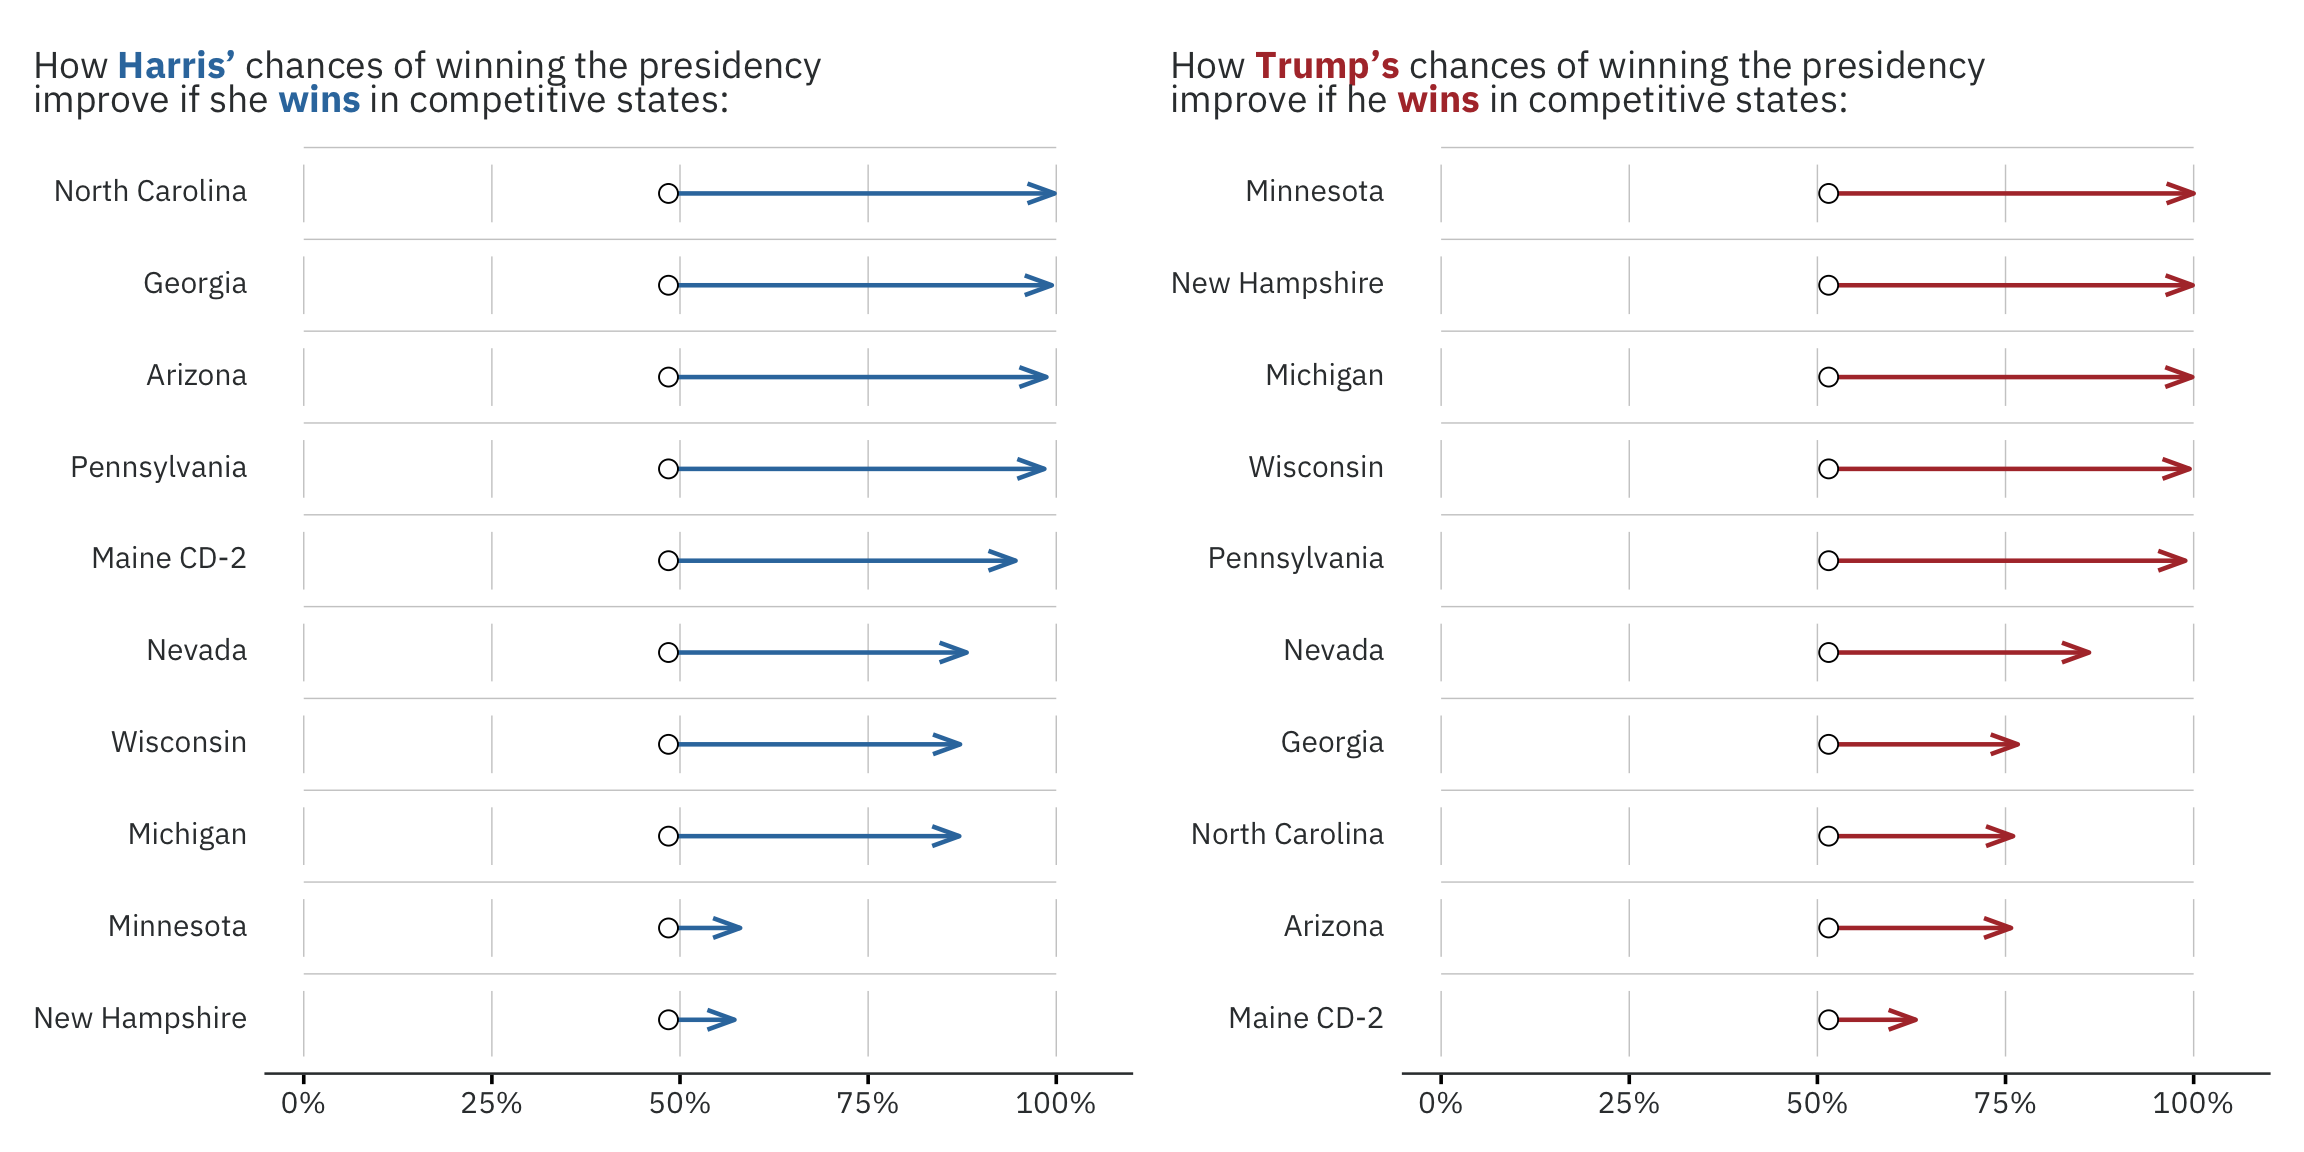 How Harris’ chances of winning the presidency
improve if she wins in competitive states:
North Carolina
Georgia
Arizona
Pennsylvania
Maine CD-2
Nevada
Wisconsin
Michigan
Minnesota
New Hampshire
0% 25% 50% 75% 100%
How Trump’s chances of winning the presidency
improve if he wins in competitive states:
Minnesota
New Hampshire
Michigan
Wisconsin
Pennsylvania
Nevada
Georgia
North Carolina
Arizona
Maine CD-2
0% 25% 50% 75% 100%